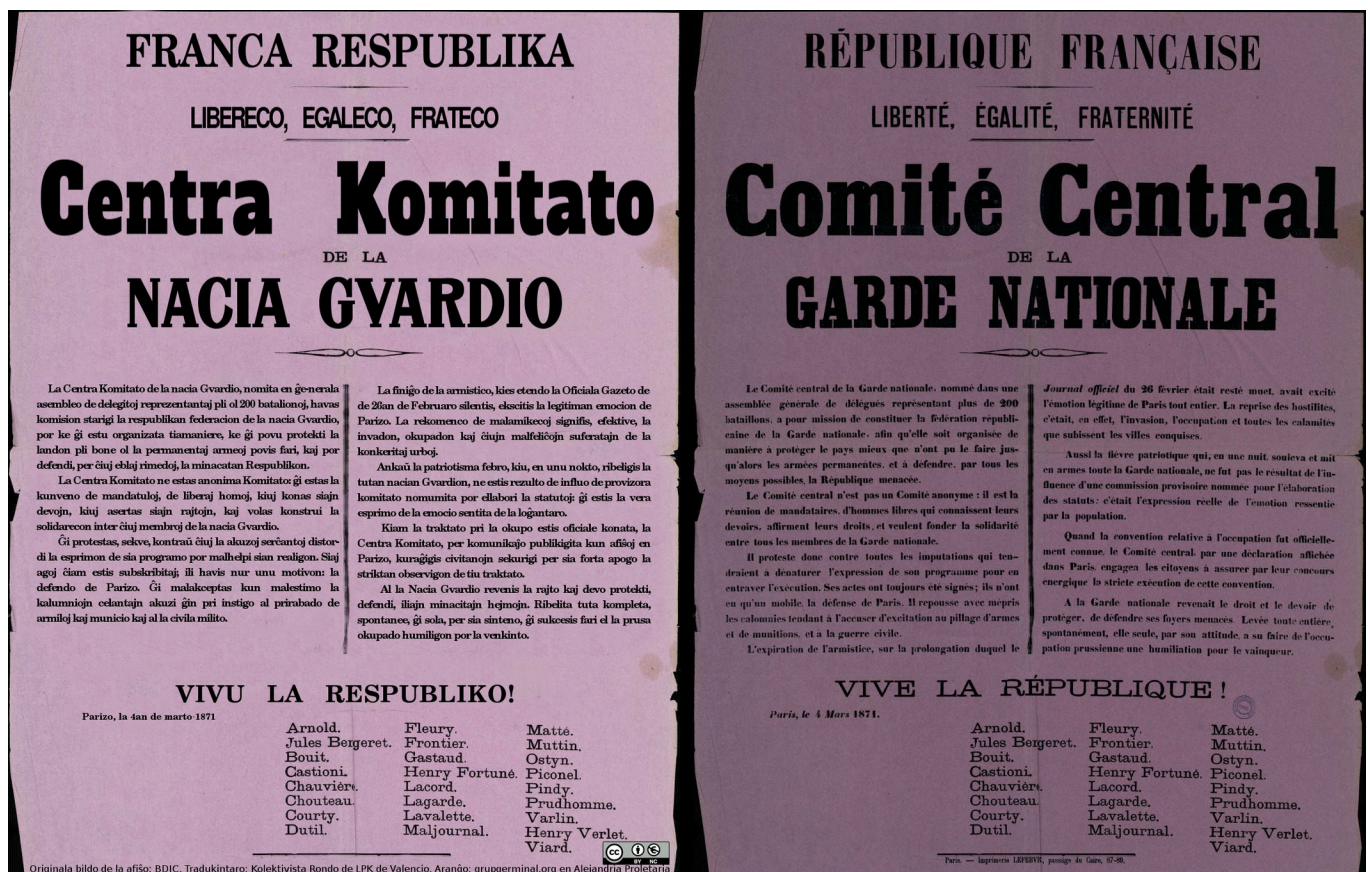 FRANCA RESPUBLIKA
LIBERECO, EGALECO, FRATECO
Centra Komitato
DE LA
NACIA GVARDIO
La Centra Komitato de la nacia Gvardio, nomita en ĝe-nerala
asembleo de delegitoj reprezentantaj pli ol 200 batalionoj, havas
komision starigi la respublikan federacion de la nacia Gvardio,
por ke ĝi estu organizata tiamaniere, ke ĝi povu protekti la
landon pli bone ol la permanentaj armeoj povis fari, kaj por
defendi, per ĉiuj eblaj rimedoj, la minacatan Respublikon.
La Centra Komitato ne estas anonima Komitato: ĝi estas la
kunveno de mandatuloj, de liberaj homoj, kiuj konas siajn
devojn, kiuj asertas siajn rajtojn, kaj volas konstrui la
solidarecon inter ĉiuj membroj de la nacia Gvardio.
Ĝi protestas, sekve, kontraŭ ĉiuj la akuzoj serĉantoj distor-
di la esprimon de sia programo por malhelpi sian realigon. Siaj
agoj ĉiam estis subskribitaj; ili havis nur unu motivon: la
defendo de Parizo. Ĝi malakceptas kun malestimo la
kalumniojn celantajn akuzi ĝin pri instigo al prirabado de
armiloj kaj municio kaj al la civila milito.
La finiĝo de la armistico, kies etendo la Oficiala Gazeto de
de 26an de Februaro silentis, ekscitis la legitiman emocion de
Parizo. La rekomenco de malamikecoj signifis, efektive, la
invadon, okupadon kaj ĉiujn malfeliĉojn suferatajn de la
konkeritaj urboj.
Ankaŭ la patriotisma febro, kiu, en unu nokto, ribeligis la
tutan nacian Gvardion, ne estis rezulto de influo de provizora
komitato nomumita por ellabori la statutoj: ĝi estis la vera
esprimo de la emocio sentita de la loĝantaro.
Kiam la traktato pri la okupo estis oficiale konata, la
Centra Komitato, per komunikaĵo publikigita kun afiŝoj en
Parizo, kuraĝigis civitanojn sekurigi per sia forta apogo la
striktan observigon de tiu traktato.
Al la Nacia Gvardio revenis la rajto kaj devo protekti,
defendi, iliajn minacitajn hejmojn. Ribelita tuta kompleta,
spontanee, ĝi sola, per sia sinteno, ĝi sukcesis fari el la prusa
okupado humiligon por la venkinto.
VIVU LA RESPUBLIKO!
Parizo, la 4an de marto 1871
Arnold.
Jules Bergeret.
Bouit.
Castioni.
Chauvière.
Chouteau.
Courty.
Dutil.
Fleury.
Frontier.
Gastaud.
Henry Fortuné.
Lacord.
Lagarde.
Lavalette.
Maljournal.
Matté.
Muttin.
Ostyn.
Piconel.
Pindy.
Prudhomme.
Varlin.
Henry Verlet.
Viard.
CC BY NC
Originala bildo de la afiŝo: BDIC. Tradukintaro: Kolektivista Rondo de LPK de Valencio. Aranĝo: grupgerminal.org en Alejandria Proletaria
RÉPUBLIQUE FRANÇAISE
LIBERTÉ, ÉGALITÉ, FRATERNITÉ
Comité Central
DE LA
GARDE NATIONALE
Le Comité central de la Garde nationale, nommé dans une
assemblée générale de délégués représentant plus de 200
bataillons, a pour mission de constituer la fédération républi-
caine de la Garde nationale, afin qu'elle soit organisée de
manière à protéger le pays mieux que n'ont pu le faire jus-
qu'alors les armées permanentes, et à défendre, par tous les
moyens possibles, la République menacée.
Le Comité central n'est pas un Comité anonyme : il est la
réunion de mandataires, d'hommes libres qui connaissent leurs
devoirs, affirment leurs droits, et veulent fonder la solidarité
entre tous les membres de la Garde nationale.
Il proteste donc contre toutes les imputations qui ten-
draient à dénaturer l'expression de son programme pour en
entraver l'exécution. Ses actes ont toujours été signés ; ils n'ont
eu qu'un mobile, la défense de Paris. Il repousse avec mépris
les calomnies tendant à l'accuser d'excitation au pillage d'armes
et de munitions, et à la guerre civile.
L'expiration de l'armistice, sur la prolongation duquel le
Journal officiel du 26 février était resté muet, avait excité
l'émotion légitime de Paris tout entier. La reprise des hostilités,
c'était, en effet, l'invasion, l'occupation et toutes les calamités
que subissent les villes conquises.
Aussi la fièvre patriotique qui, en une nuit, souleva et mit
en armes toute la Garde nationale, ne fut pas le résultat de l'in-
fluence d'une commission provisoire nommée pour l'élaboration
des statuts : c'était l'expression réelle de l'émotion ressentie
par la population.
Quand la convention relative à l'occupation fut officielle-
ment connue, le Comité central, par une déclaration affichée
dans Paris, engagea les citoyens à assurer par leur concours
énergique la stricte exécution de cette convention.
A la Garde nationale revenait le droit et le devoir de
protéger, de défendre ses foyers menacés. Levée toute entière,
spontanément, elle seule, par son attitude, a su faire de l'occu-
pation prussienne une humiliation pour le vainqueur.
VIVE LA RÉPUBLIQUE !
Paris, le 4 Mars 1871.
Arnold.
Jules Bergeret.
Bouit.
Castioni.
Chauvière.
Chouteau.
Courty.
Dutil.
Fleury.
Frontier.
Gastaud.
Henry Fortuné.
Lacord.
Lagarde.
Lavalette.
Maljournal.
Matté.
Muttin.
Ostyn.
Piconel.
Pindy.
Prudhomme.
Varlin.
Henry Verlet.
Viard.
Paris. — Imprimerie LEFEBVRE, passage du Caire, 87-89.